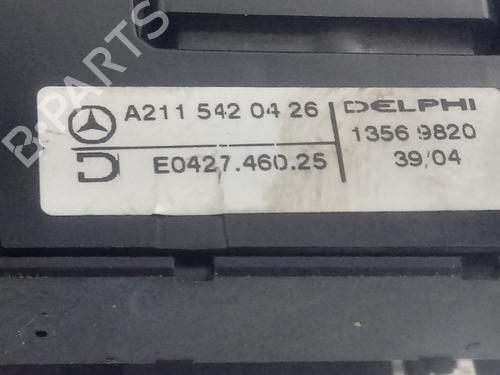 B-PARTS
A211 542 04 26
DELPHI
1356 9820
E0427.460.25
39/04